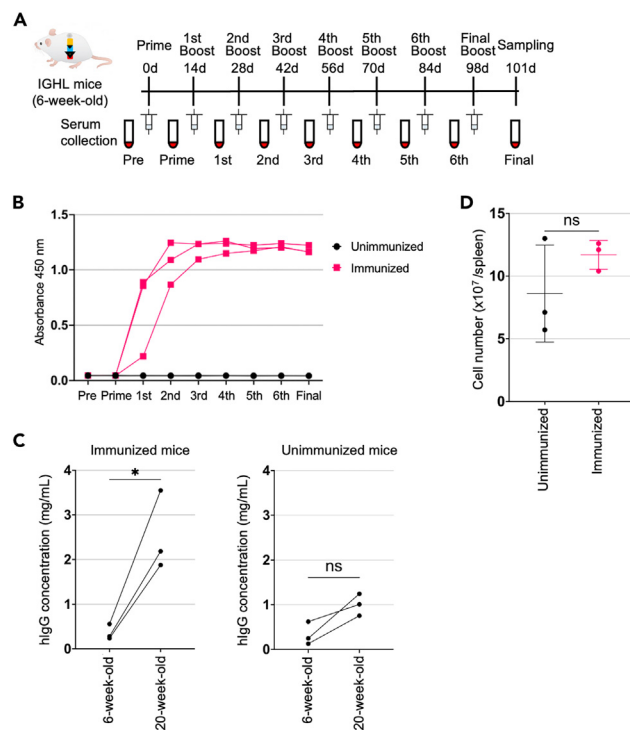 A
IGHL mice
(6-week-old)
Prime 1st Boost 2nd Boost 3rd Boost 4th Boost 5th Boost 6th Boost Final Boost Sampling
0d 14d 28d 42d 56d 70d 84d 98d 101d
Serum
collection
Pre Prime 1st 2nd 3rd 4th 5th 6th Final
B
Absorbance 450 nm
1.5
1.0
0.5
0.0
Pre Prime 1st 2nd 3rd 4th 5th 6th Final
Unimmunized
Immunized
D
ns
Cell number (x10⁷/spleen)
15
10
5
0
Unimmunized
Immunized
C
Immunized mice
*
hIgG concentration (mg/mL)
4
3
2
1
0
6-week-old
20-week-old
Unimmunized mice
ns
hIgG concentration (mg/mL)
4
3
2
1
0
6-week-old
20-week-old